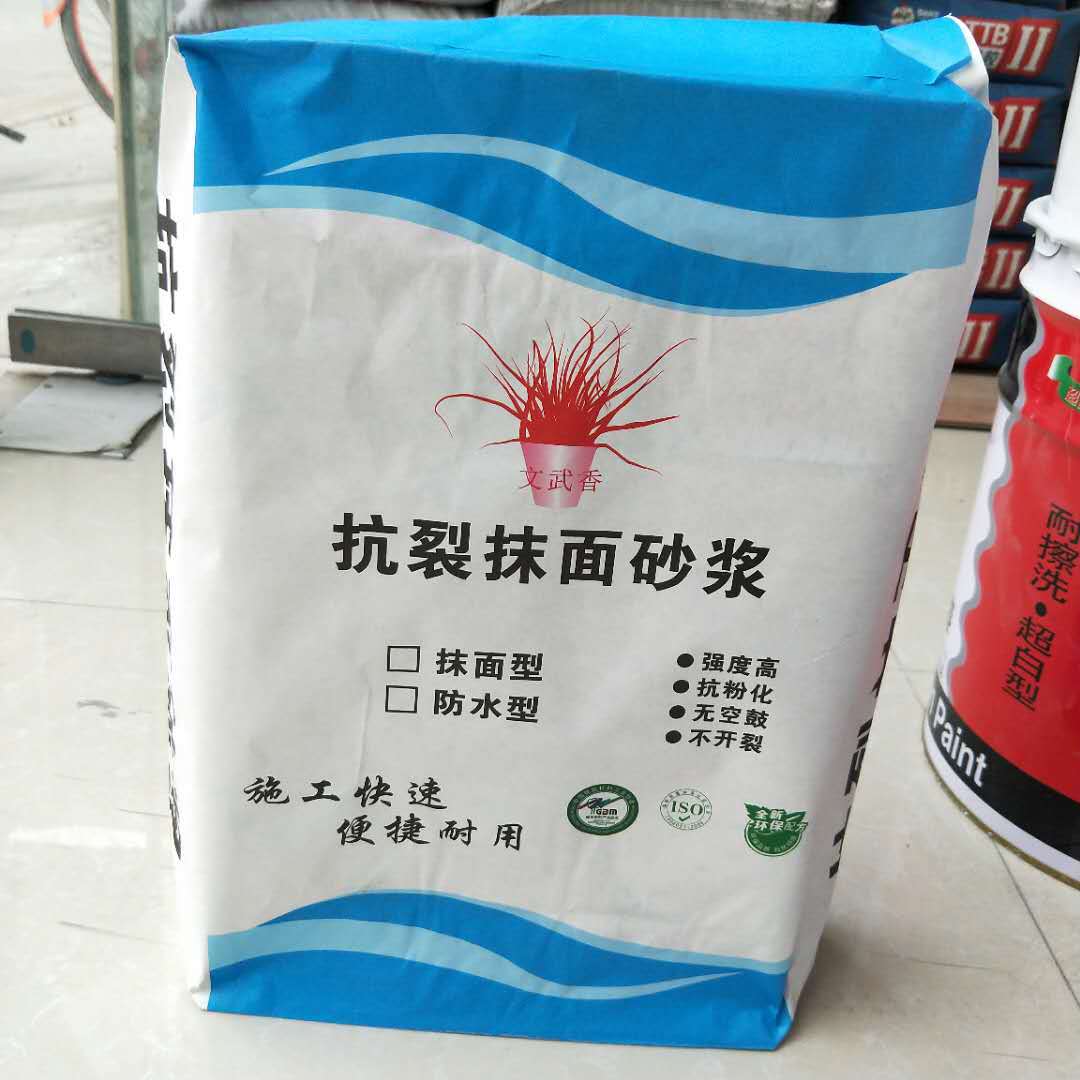 文武香
抗裂抹面砂浆
抹面型
防水型
强度高
抗粉化
无空鼓
不开裂
施工快速
便捷耐用
GBM
ISO
全新
环保配方
TTB
II
II
II
II
II
耐擦洗·超白型
Paint